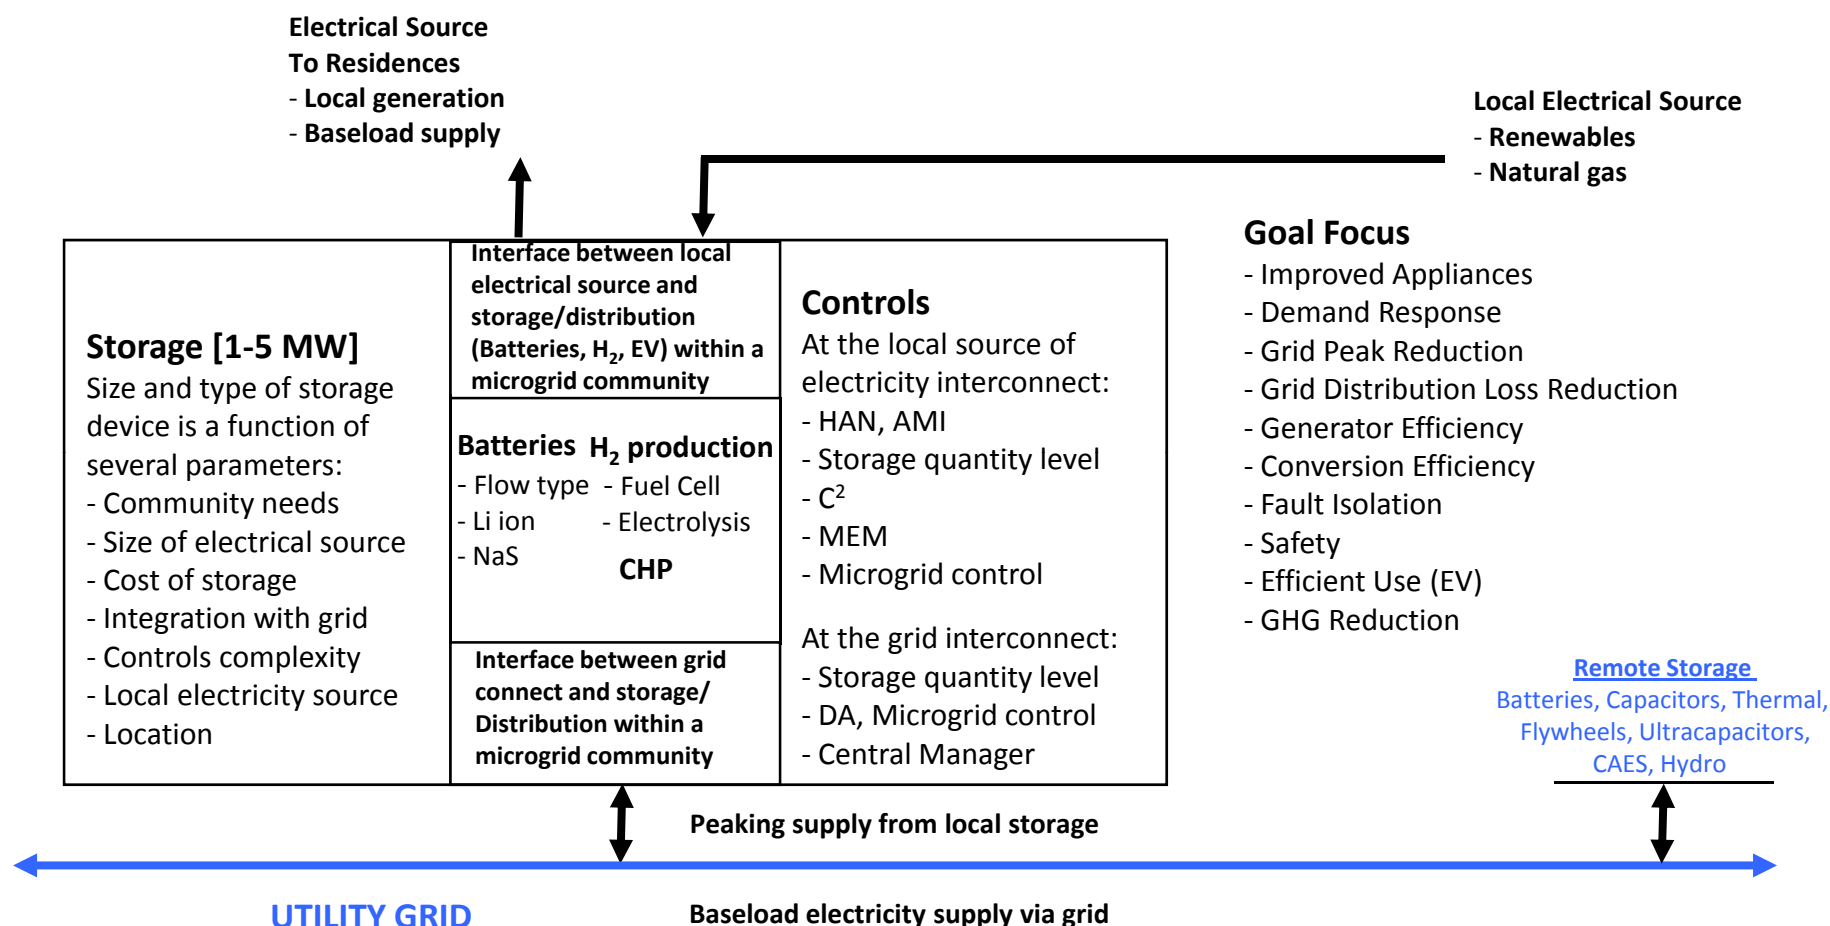 Electrical Source
To Residences
- Local generation
- Baseload supply
Local Electrical Source
- Renewables
- Natural gas
Storage [1-5 MW]
Size and type of storage
device is a function of
several parameters:
- Community needs
- Size of electrical source
- Cost of storage
- Integration with grid
- Controls complexity
- Local electricity source
- Location
Interface between local
electrical source and
storage/distribution
(Batteries, H₂, EV) within a
microgrid community
Batteries
- Flow type
- Li ion
- NaS
H₂ production
- Fuel Cell
- Electrolysis
CHP
Interface between grid
connect and storage/
Distribution within a
microgrid community
Controls
At the local source of
electricity interconnect:
- HAN, AMI
- Storage quantity level
- C²
- MEM
- Microgrid control
At the grid interconnect:
- Storage quantity level
- DA, Microgrid control
- Central Manager
Goal Focus
- Improved Appliances
- Demand Response
- Grid Peak Reduction
- Grid Distribution Loss Reduction
- Generator Efficiency
- Conversion Efficiency
- Fault Isolation
- Safety
- Efficient Use (EV)
- GHG Reduction
Remote Storage
Batteries, Capacitors, Thermal,
Flywheels, Ultracapacitors,
CAES, Hydro
Peaking supply from local storage
UTILITY GRID
Baseload electricity supply via grid